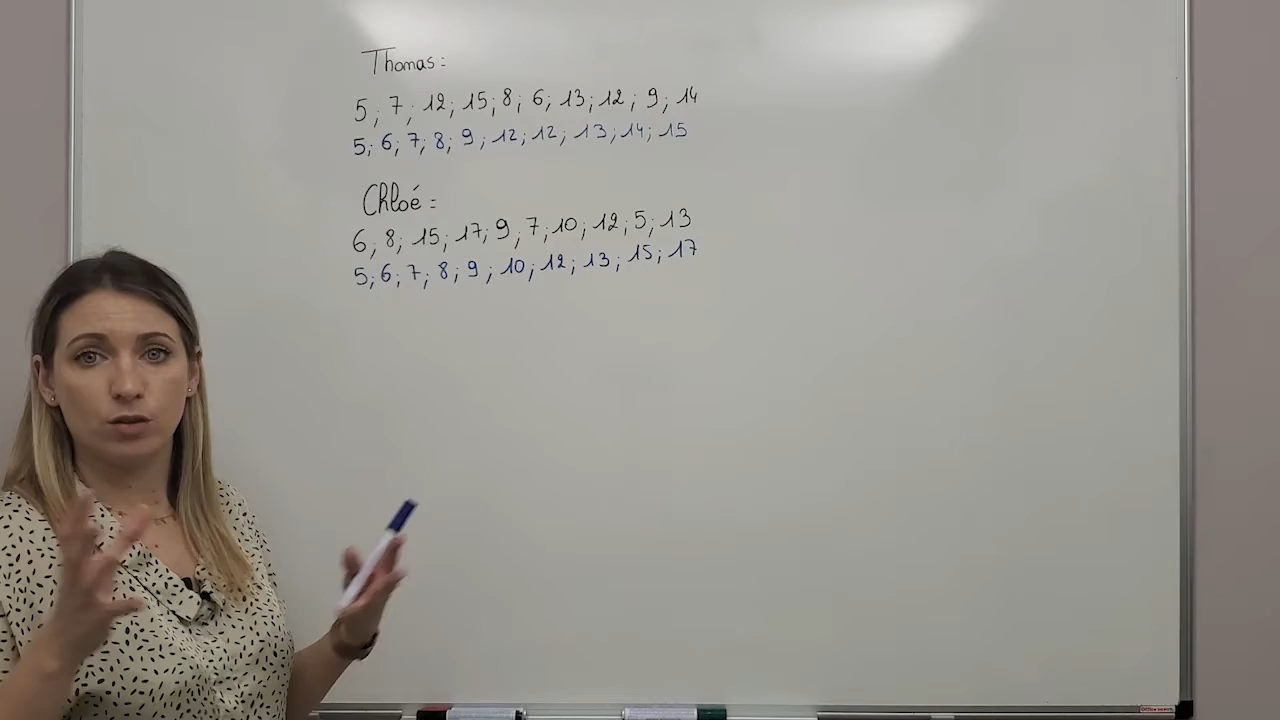 Thomas:
5; 7; 12; 15; 8; 6; 13; 12; 9; 14
5; 6; 7; 8; 9; 12; 12; 13; 14; 15
Chloé:
6; 8; 15; 17; 9; 7; 10; 12; 5; 13
5; 6; 7; 8; 9; 10; 12; 13; 15; 17